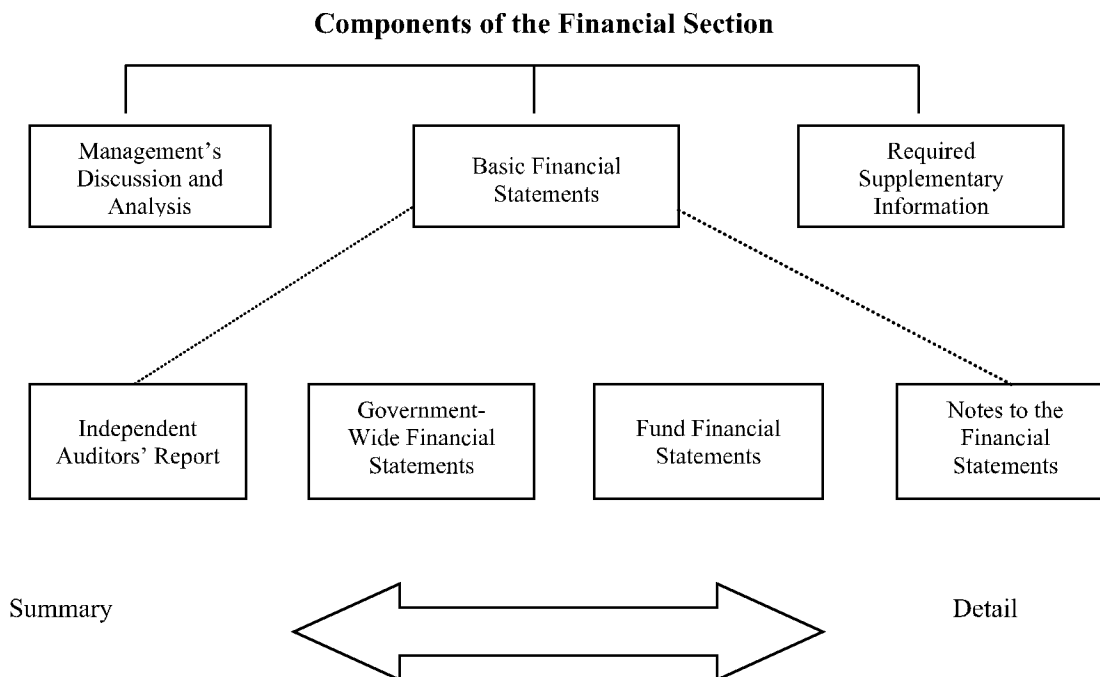 Components of the Financial Section
Management’s
Discussion and
Analysis
Basic Financial
Statements
Required
Supplementary
Information
Independent
Auditors’ Report
Government-
Wide Financial
Statements
Fund Financial
Statements
Notes to the
Financial
Statements
Summary
Detail